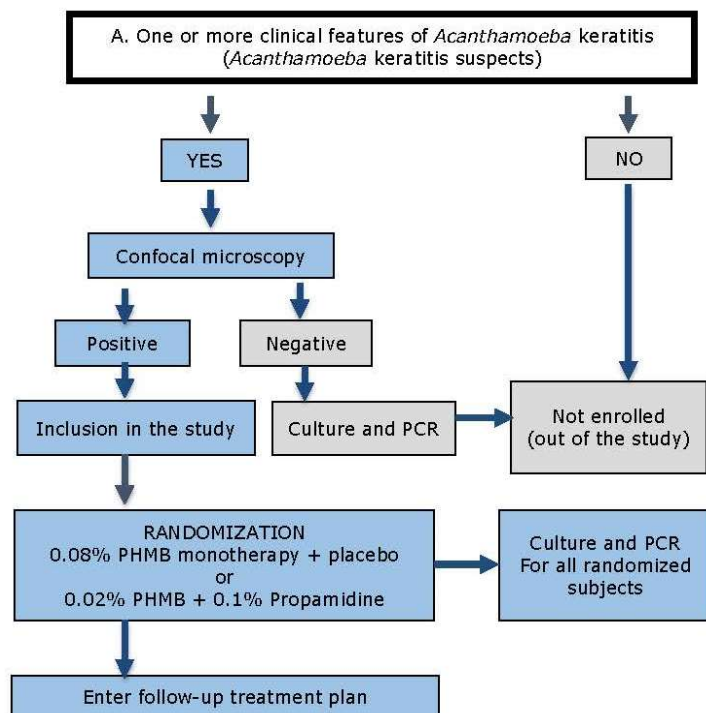 A. One or more clinical features of Acanthamoeba keratitis
(Acanthamoeba keratitis suspects)
YES
NO
Confocal microscopy
Positive
Negative
Inclusion in the study
Culture and PCR
Not enrolled
(out of the study)
RANDOMIZATION
0.08% PHMB monotherapy + placebo
or
0.02% PHMB + 0.1% Propamidine
Culture and PCR
For all randomized
subjects
Enter follow-up treatment plan